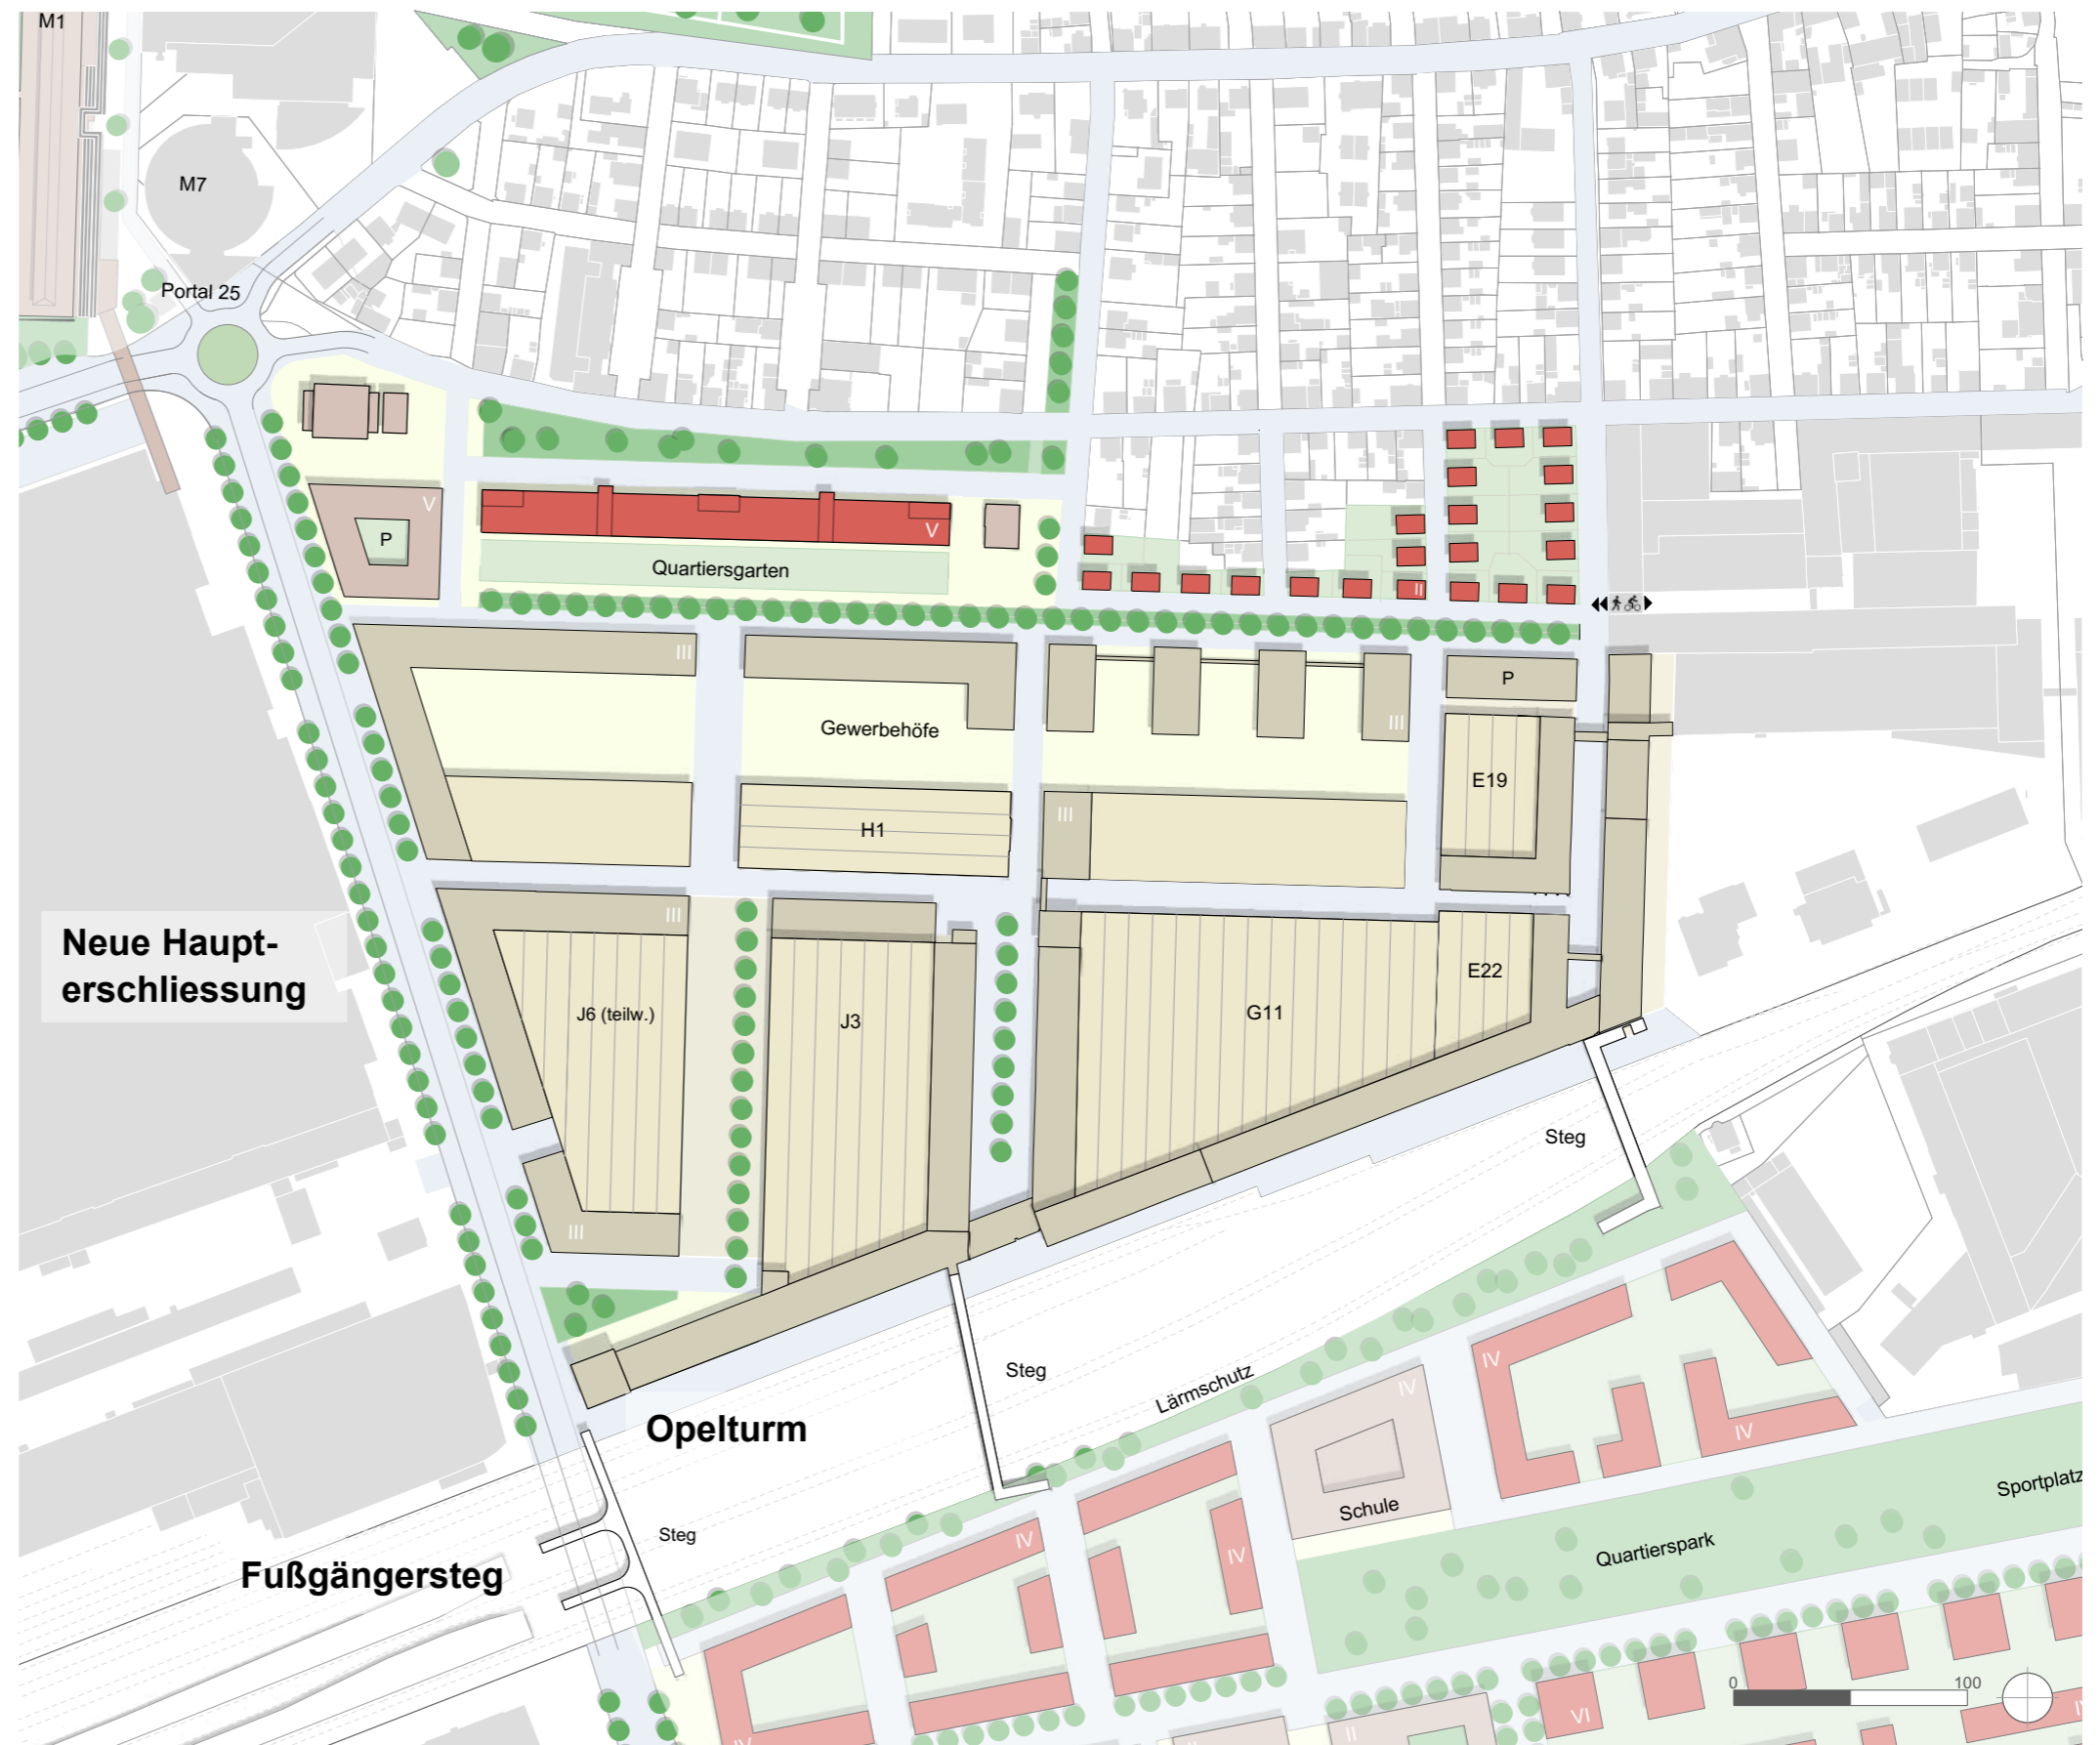 M1
M7
Portal 25
V
P
V
Quartiersgarten
II
III
Gewerbehöfe
III
P
E19
H1
III
III
Neue Haupt-
erschliessung
J6 (teilw.)
J3
G11
E22
III
Steg
Steg
Lärmschutz
Opelturm
Steg
Fußgängersteg
IV
IV
IV
Schule
IV
IV
Sportplatz
Quartierspark
0
100
VI
II
IV